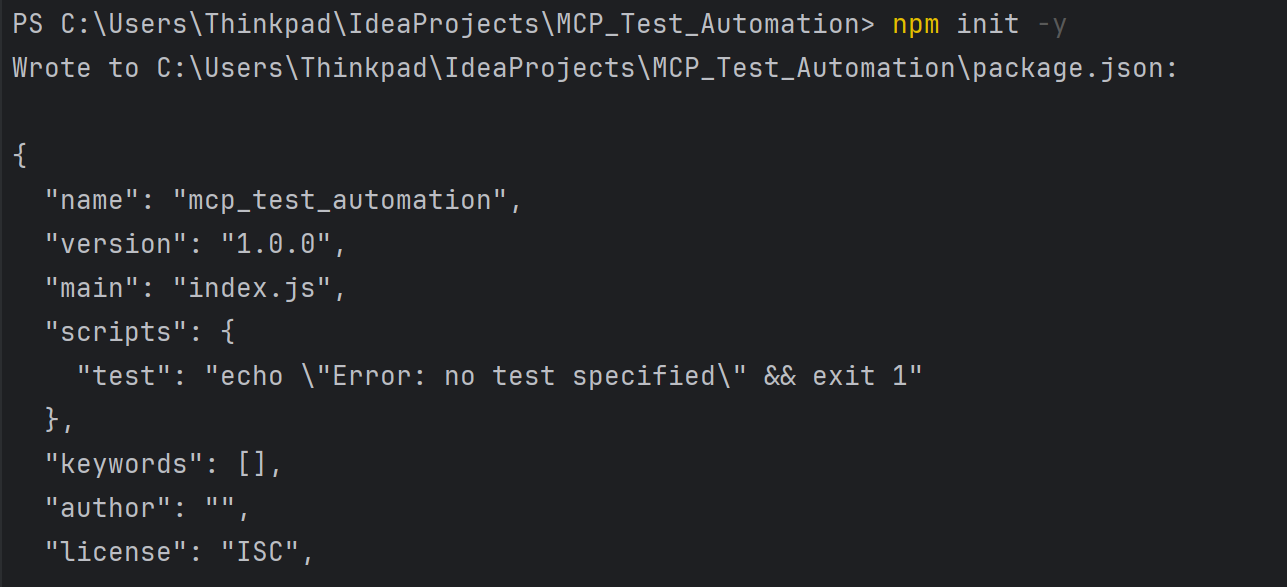 PS C:\Users\Thinkpad\IdeaProjects\MCP_Test_Automation> npm init -y
Wrote to C:\Users\Thinkpad\IdeaProjects\MCP_Test_Automation\package.json:

{
  "name": "mcp_test_automation",
  "version": "1.0.0",
  "main": "index.js",
  "scripts": {
    "test": "echo \"Error: no test specified\" && exit 1"
  },
  "keywords": [],
  "author": "",
  "license": "ISC",